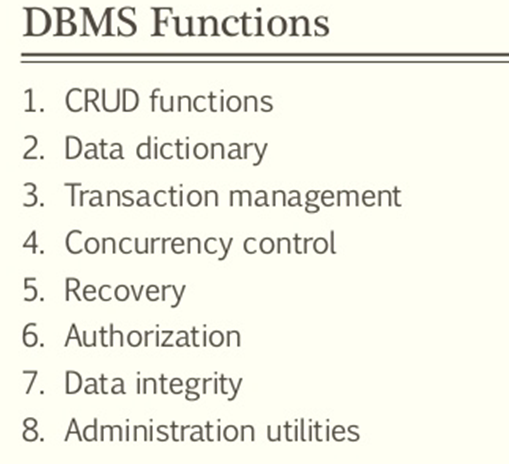 DBMS Functions
1. CRUD functions
2. Data dictionary
3. Transaction management
4. Concurrency control
5. Recovery
6. Authorization
7. Data integrity
8. Administration utilities